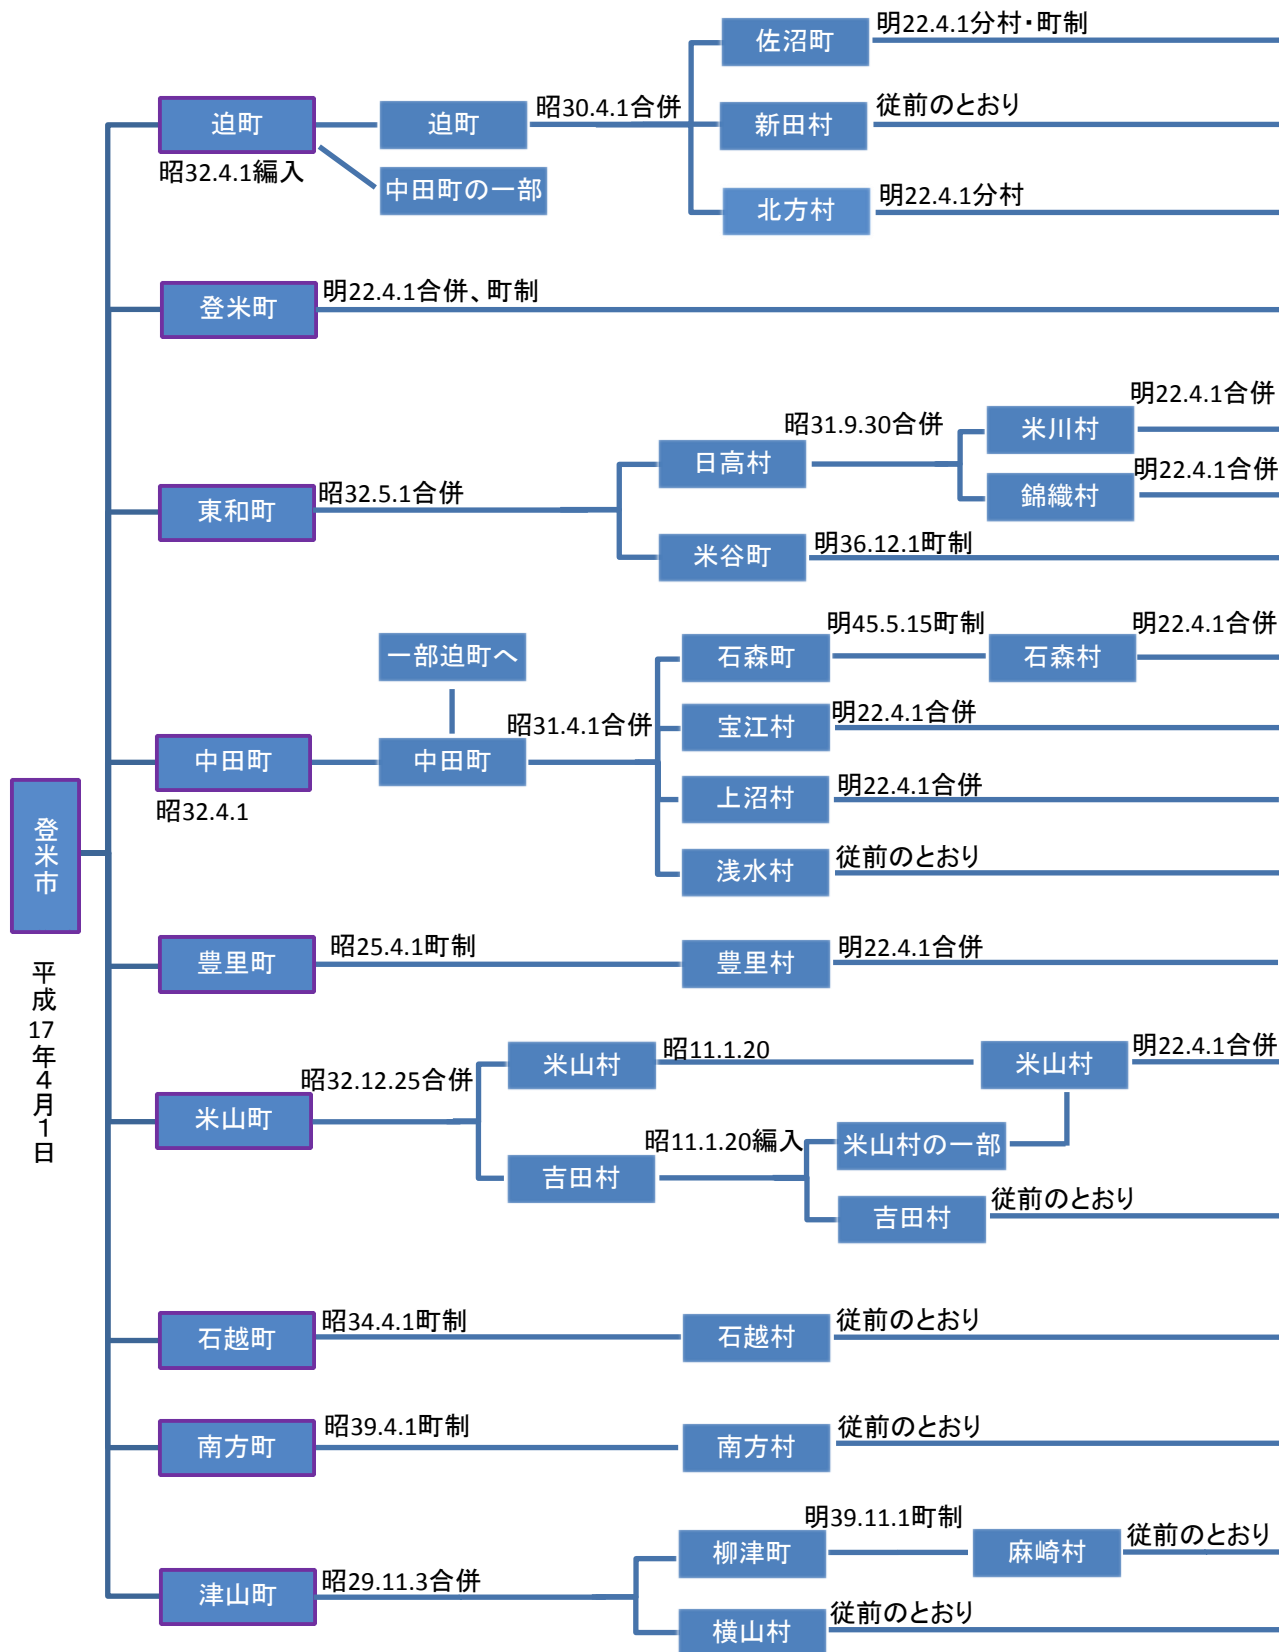 佐沼町
明22.4.1分村・町制
迫町
迫町
昭30.4.1合併
新田村
従前のとおり
昭32.4.1編入
中田町の一部
北方村
明22.4.1分村
登米町
明22.4.1合併、町制
昭31.9.30合併
米川村
明22.4.1合併
日高村
錦織村
明22.4.1合併
東和町
昭32.5.1合併
米谷町
明36.12.1町制
一部迫町へ
石森町
明45.5.15町制
石森村
明22.4.1合併
宝江村
明22.4.1合併
中田町
中田町
昭31.4.1合併
昭32.4.1
上沼村
明22.4.1合併
浅水村
従前のとおり
登米市
平成17年4月1日
豊里町
昭25.4.1町制
豊里村
明22.4.1合併
米山村
昭11.1.20
米山村
明22.4.1合併
米山町
昭32.12.25合併
昭11.1.20編入
米山村の一部
吉田村
吉田村
従前のとおり
石越町
昭34.4.1町制
石越村
従前のとおり
南方町
昭39.4.1町制
南方村
従前のとおり
柳津町
明39.11.1町制
麻崎村
従前のとおり
津山町
昭29.11.3合併
横山村
従前のとおり